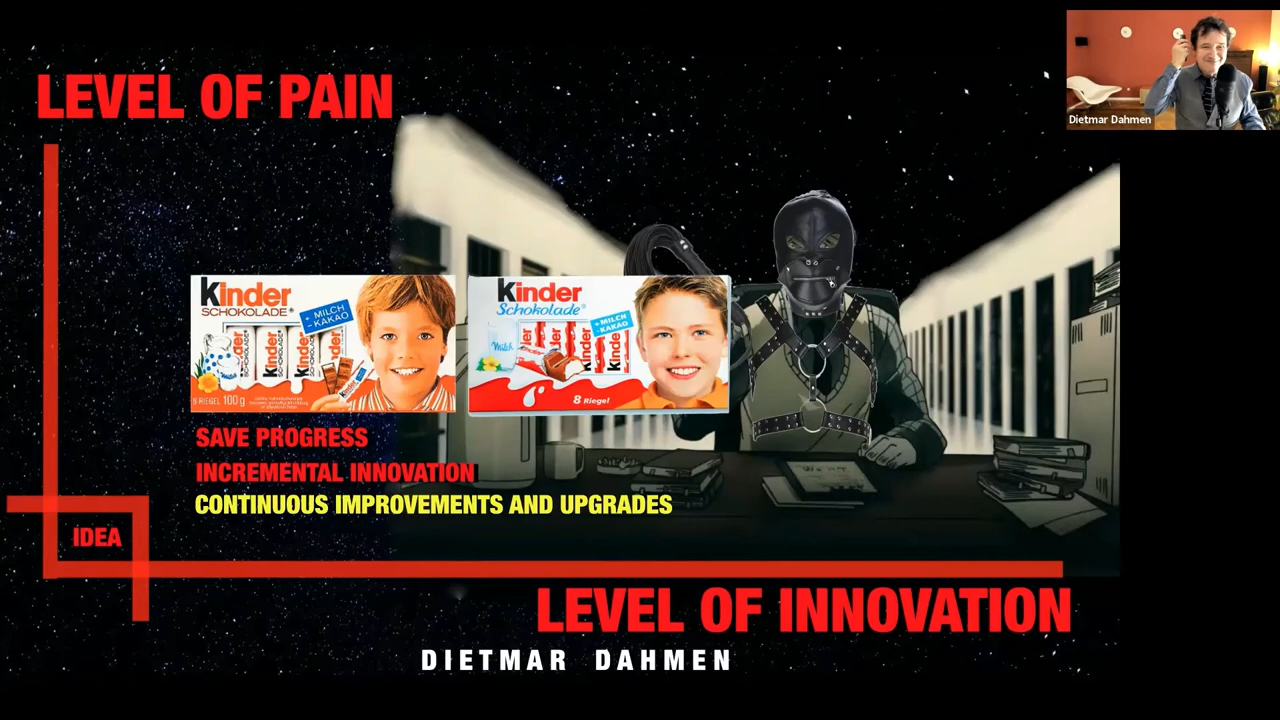 LEVEL OF PAIN
Dietmar Dahmen
kinder
SCHOKOLADE®
+ MILCH
- KAKAO
8 RIEGEL 100 g
kinder
Schokolade®
+ MILCH
- KAKAO
Milch
8 Riegel
SAVE PROGRESS
INCREMENTAL INNOVATION
CONTINUOUS IMPROVEMENTS AND UPGRADES
IDEA
LEVEL OF INNOVATION
DIETMAR DAHMEN